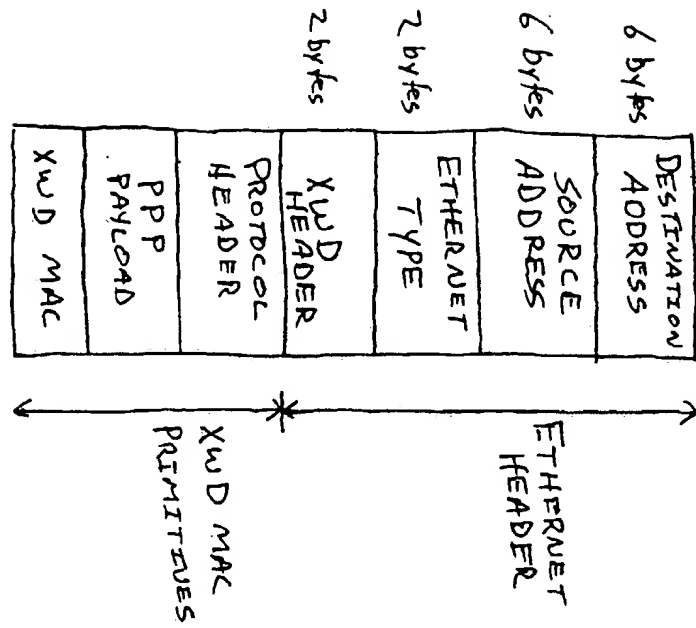 6 bytes
DESTINATION
ADDRESS
6 bytes
SOURCE
ADDRESS
2 bytes
ETHERNET
TYPE
2 bytes
XWD
HEADER
PROTOCOL
HEADER
PPP
PAYLOAD
XWD MAC
ETHERNET
HEADER
XWD MAC
PRIMITIVES